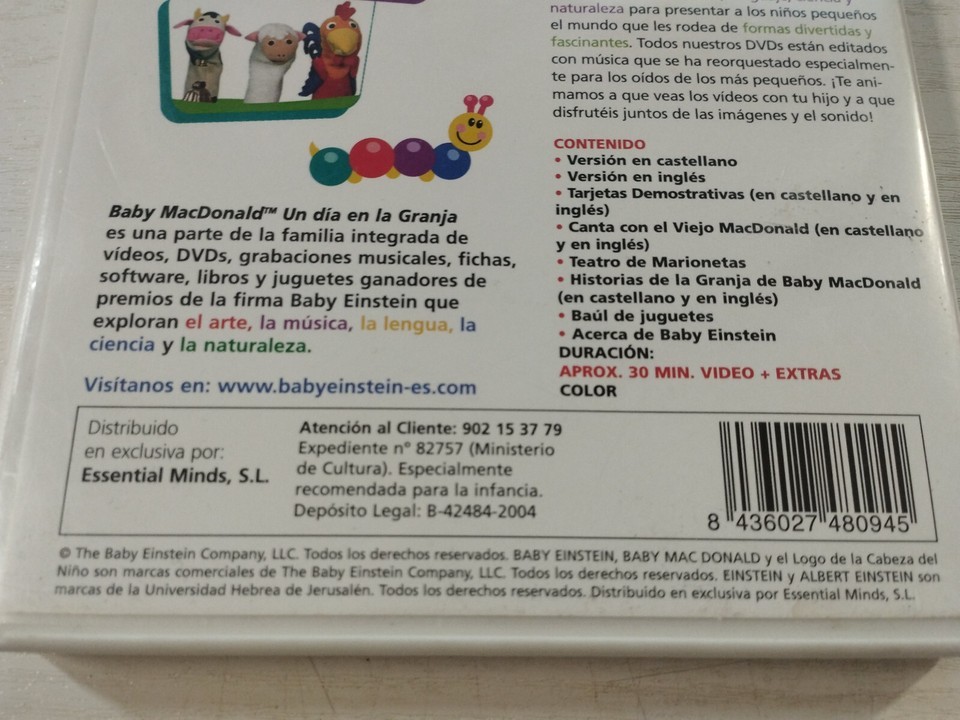 naturaleza para presentar a los niños pequeños
el mundo que les rodea de formas divertidas y
fascinantes. Todos nuestros DVDs están editados
con música que se ha reorquestado especialmen-
te para los oídos de los más pequeños. ¡Te ani-
mamos a que veas los vídeos con tu hijo y a que
disfrutéis juntos de las imágenes y el sonido!
CONTENIDO
• Versión en castellano
• Versión en inglés
• Tarjetas Demostrativas (en castellano y en
inglés)
• Canta con el Viejo MacDonald (en castellano
y en inglés)
• Teatro de Marionetas
• Historias de la Granja de Baby MacDonald
(en castellano y en inglés)
• Baúl de juguetes
• Acerca de Baby Einstein
DURACIÓN:
APROX. 30 MIN. VIDEO + EXTRAS
COLOR
Baby MacDonald™ Un día en la Granja
es una parte de la familia integrada de
vídeos, DVDs, grabaciones musicales, fichas,
software, libros y juguetes ganadores de
premios de la firma Baby Einstein que
exploran el arte, la música, la lengua, la
ciencia y la naturaleza.
Visítanos en: www.babyeinstein-es.com
Distribuido
en exclusiva por:
Essential Minds, S.L.
Atención al Cliente: 902 15 37 79
Expediente nº 82757 (Ministerio
de Cultura). Especialmente
recomendada para la infancia.
Depósito Legal: B-42484-2004
8 436027 480945
© The Baby Einstein Company, LLC. Todos los derechos reservados. BABY EINSTEIN, BABY MAC DONALD y el Logo de la Cabeza del
Niño son marcas comerciales de The Baby Einstein Company, LLC. Todos los derechos reservados. EINSTEIN y ALBERT EINSTEIN son
marcas de la Universidad Hebrea de Jerusalén. Todos los derechos reservados. Distribuido en exclusiva por Essential Minds, S.L.